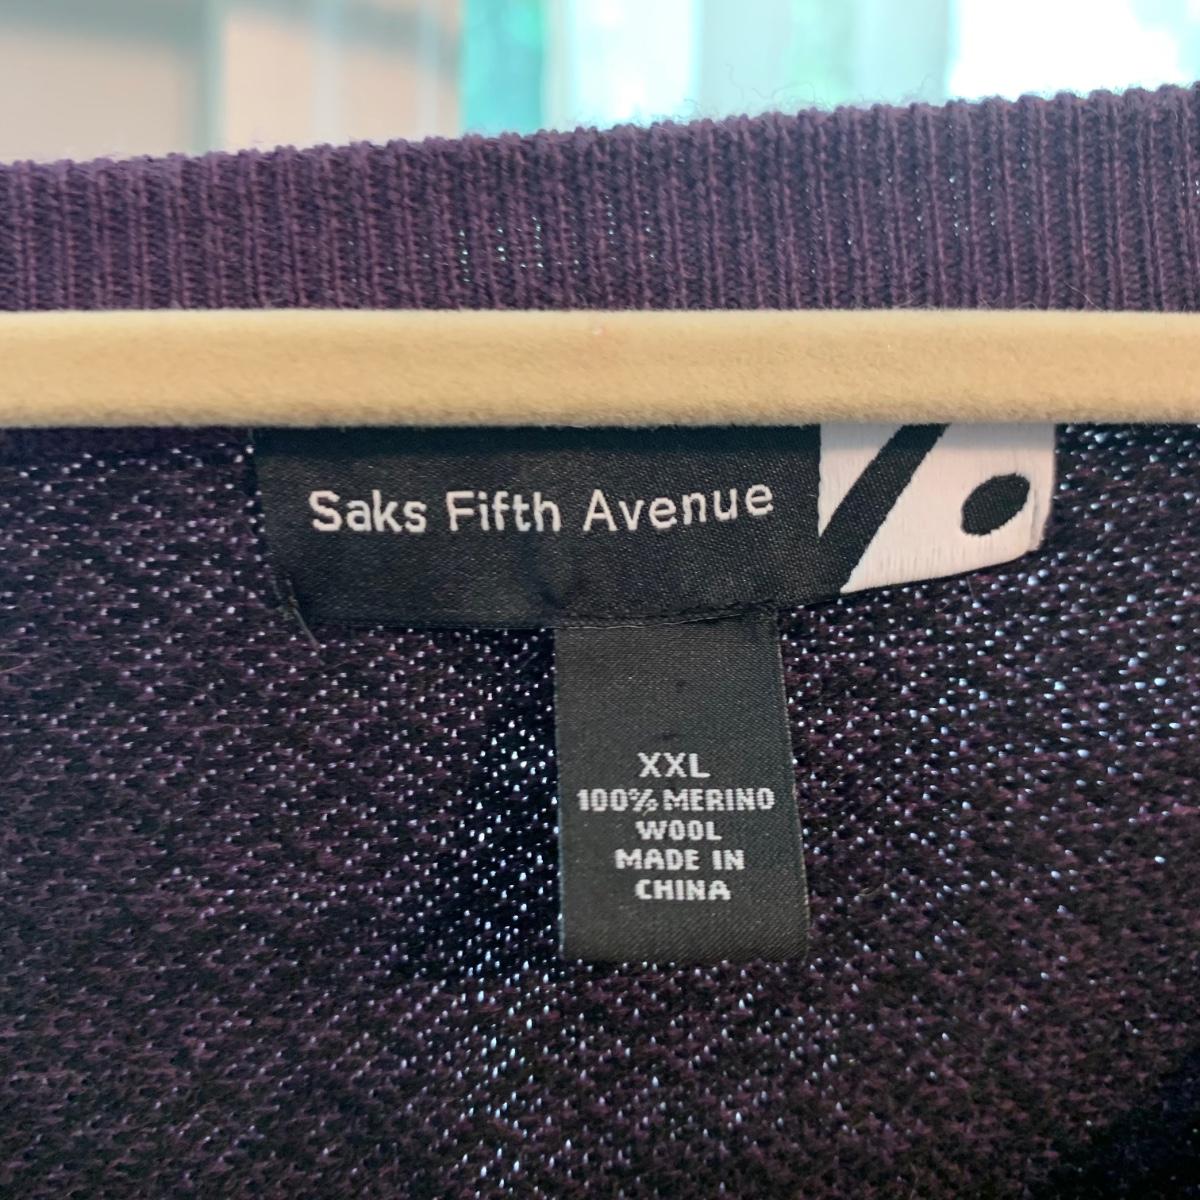 Saks Fifth Avenue
XXL
100% MERINO
WOOL
MADE IN
CHINA